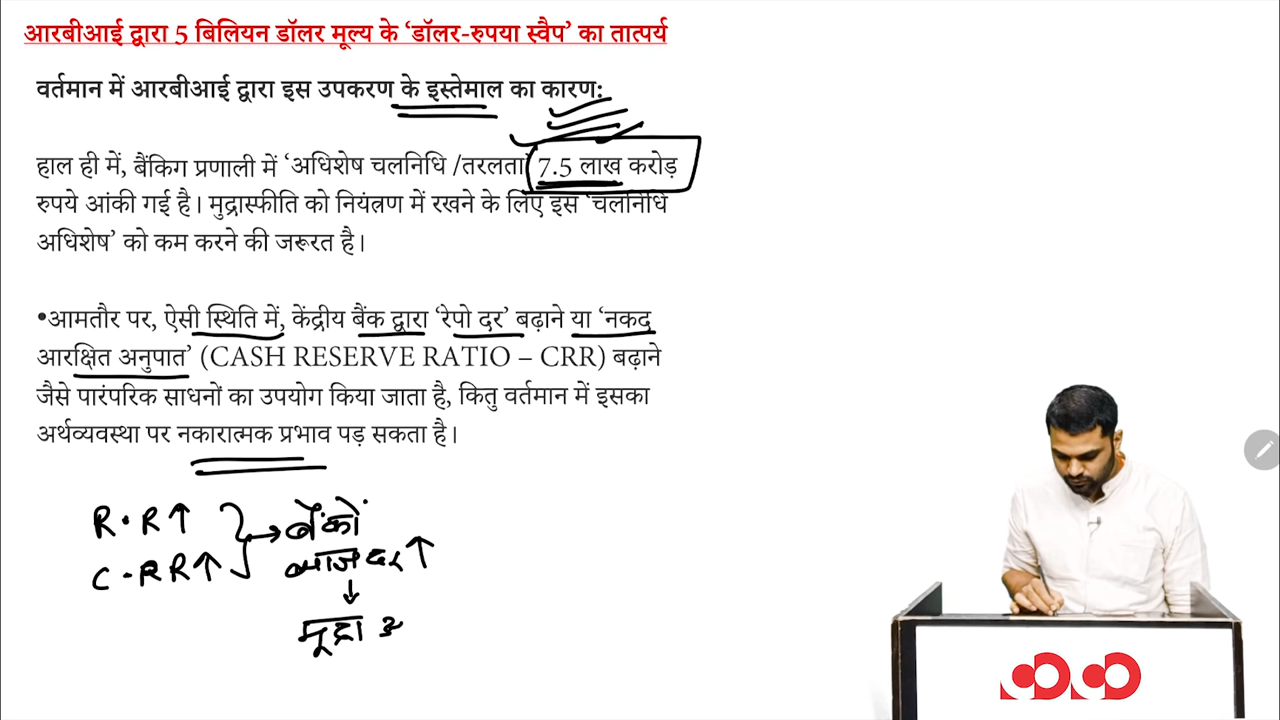 आरबीआई द्वारा 5 बिलियन डॉलर मूल्य के ‘डॉलर-रुपया स्वैप’ का तात्पर्य
वर्तमान में आरबीआई द्वारा इस उपकरण के इस्तेमाल का कारण:
हाल ही में, बैंकिंग प्रणाली में ‘अधिशेष चलनिधि /तरलता’ 7.5 लाख करोड़
रुपये आंकी गई है। मुद्रास्फीति को नियंत्रण में रखने के लिए इस ‘चलनिधि
अधिशेष’ को कम करने की जरूरत है।
•आमतौर पर, ऐसी स्थिति में, केंद्रीय बैंक द्वारा ‘रेपो दर’ बढ़ाने या ‘नकद
आरक्षित अनुपात’ (CASH RESERVE RATIO – CRR) बढ़ाने
जैसे पारंपरिक साधनों का उपयोग किया जाता है, किंतु वर्तमान में इसका
अर्थव्यवस्था पर नकारात्मक प्रभाव पड़ सकता है।
R.R↑ → बैंकों
C-RR↑ ब्याज दर ↑
↓
मुद्रा